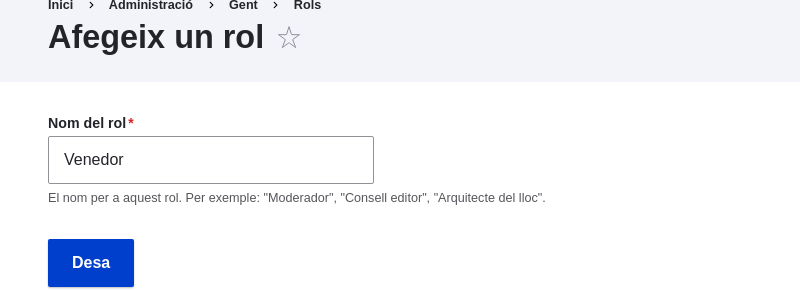 Inici > Administració > Gent > Rols
Afegeix un rol ☆
Nom del rol*
Venedor
El nom per a aquest rol. Per exemple: "Moderador", "Consell editor", "Arquitecte del lloc".
Desa